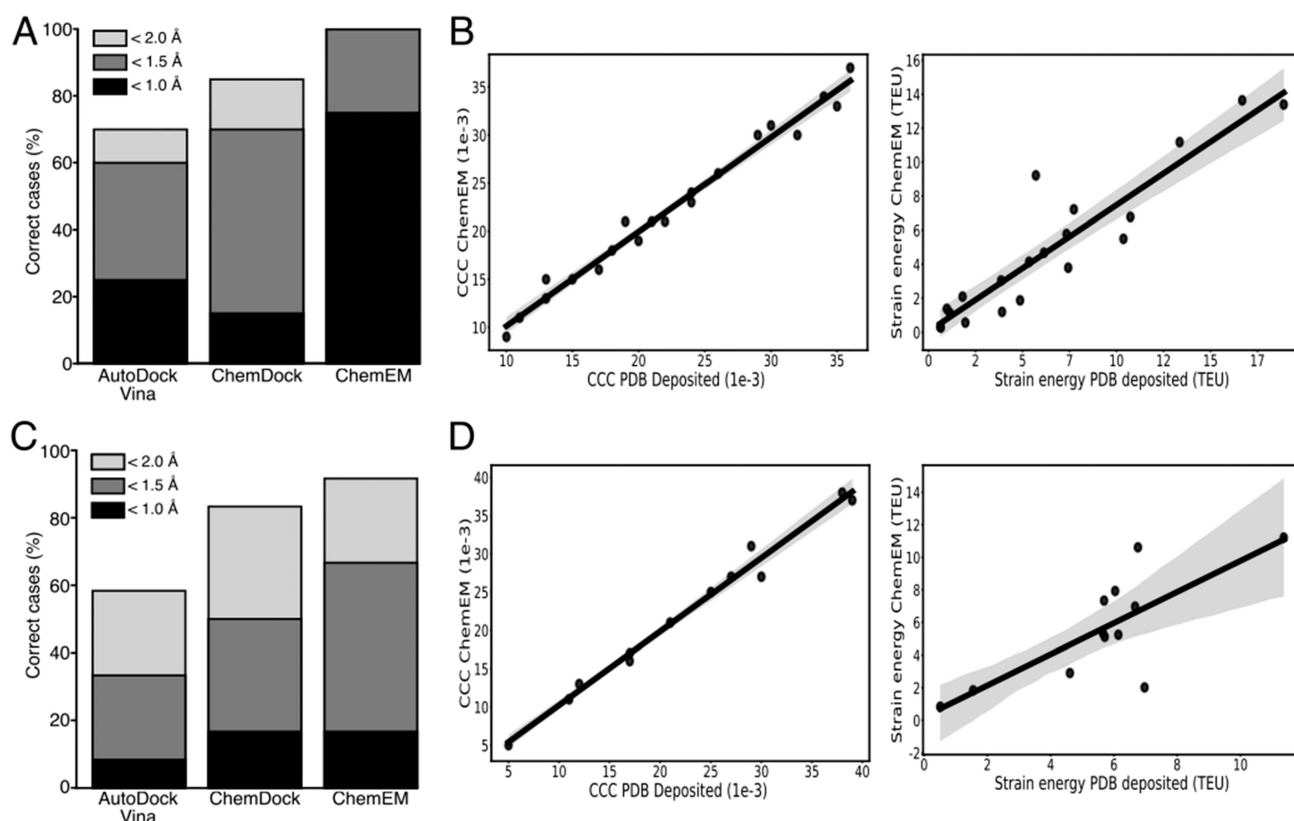 A
100
80
60
40
20
0
Correct cases (%)
< 2.0 Å
< 1.5 Å
< 1.0 Å
AutoDock
Vina
ChemDock
ChemEM
B
35
30
25
20
15
10
CCC ChemEM (1e-3)
10 15 20 25 30 35
CCC PDB Deposited (1e-3)
16
14
12
10
8
6
4
2
0
Strain energy ChemEM (TEU)
0 2 5 7 10 12 15 17
Strain energy PDB deposited (TEU)
C
100
80
60
40
20
0
Correct cases (%)
< 2.0 Å
< 1.5 Å
< 1.0 Å
AutoDock
Vina
ChemDock
ChemEM
D
40
35
30
25
20
15
10
5
CCC ChemEM (1e-3)
5 10 15 20 25 30 35 40
CCC PDB Deposited (1e-3)
14
12
10
8
6
4
2
0
-2
Strain energy ChemEM (TEU)
0 2 4 6 8 10
Strain energy PDB deposited (TEU)